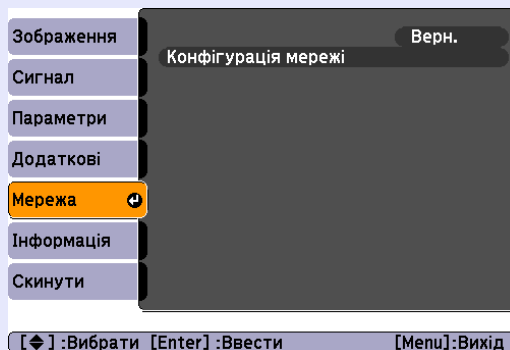 Зображення
Сигнал
Параметри
Додаткові
Мережа
Інформація
Скинути
Верн.
Конфігурація мережі
[◆] :Вибрати [Enter] :Ввести [Menu]:Вихід